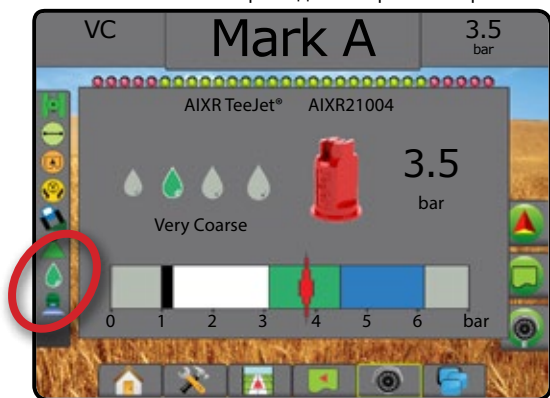 VC Mark A 3.5
bar
AIXR TeeJet® AIXR21004
3.5
bar
Very Coarse
0 1 2 3 4 5 6 bar